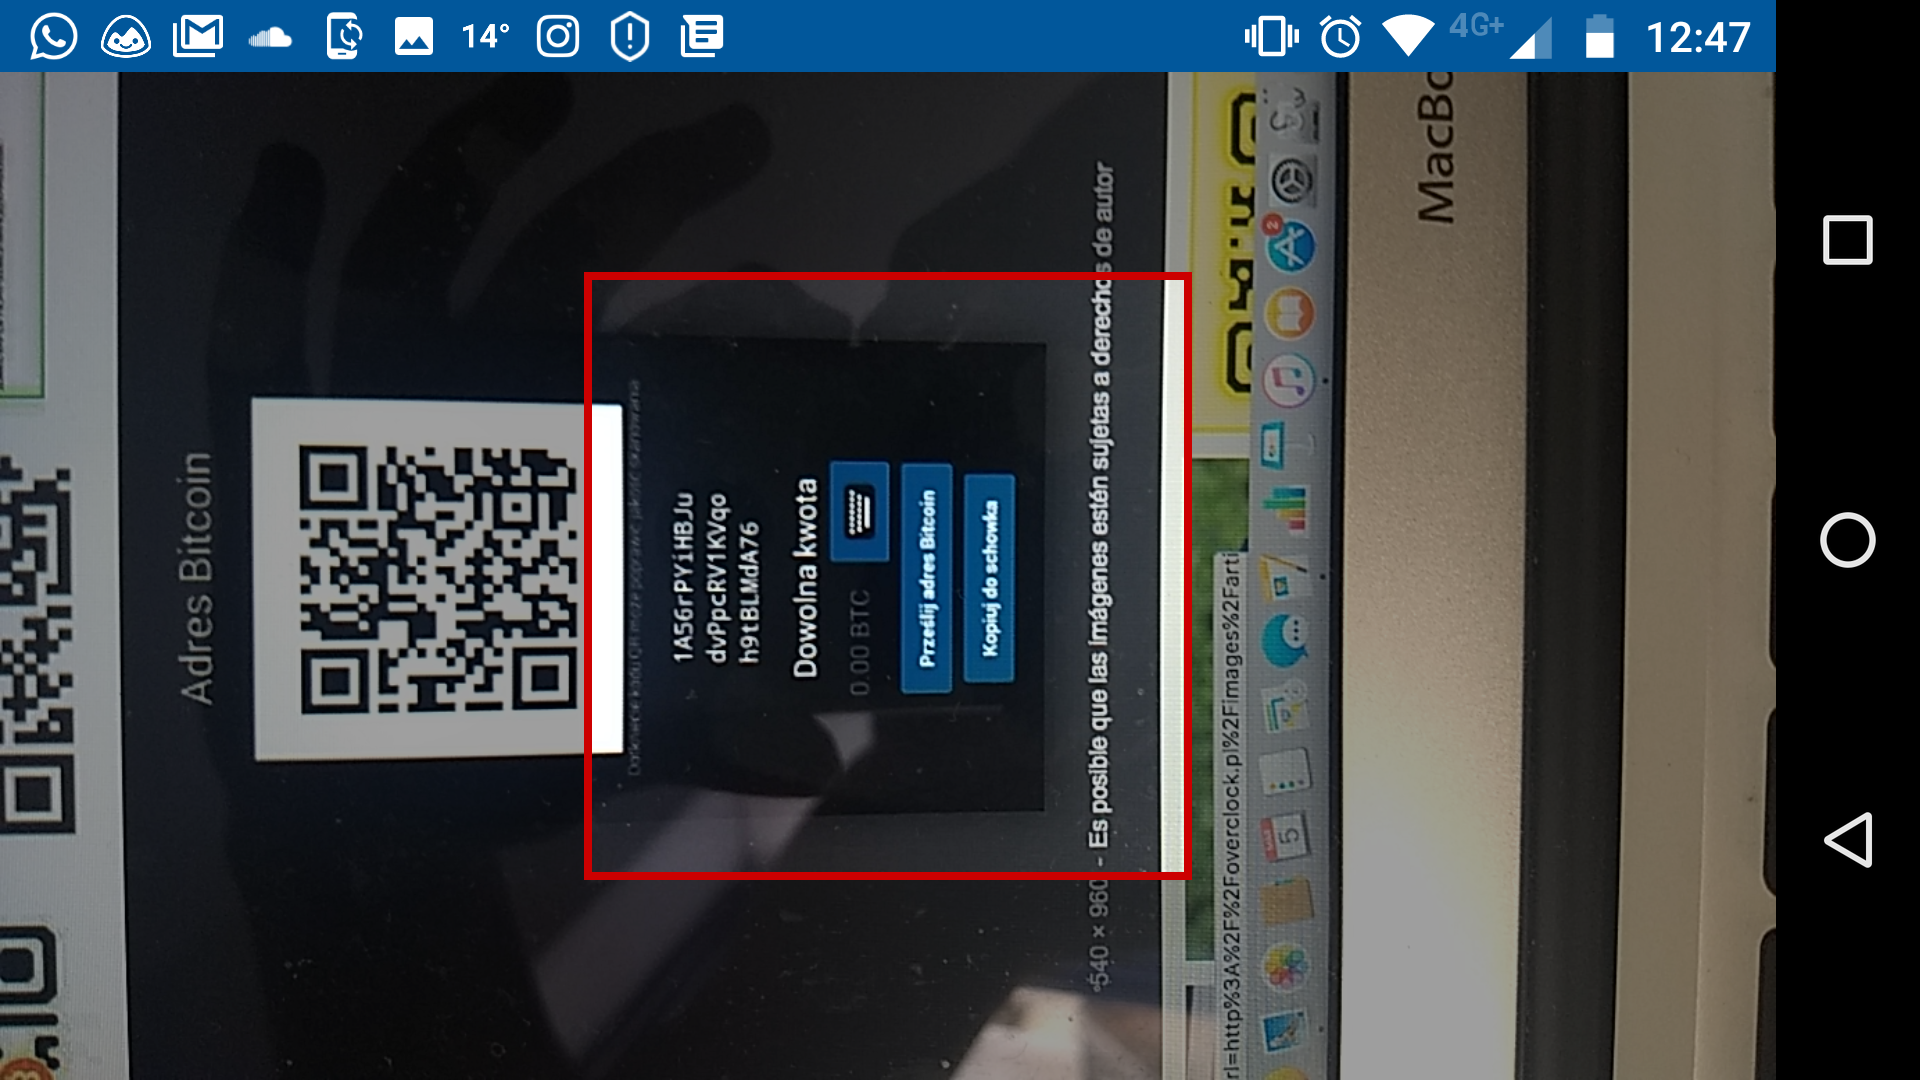 14°
4G+
12:47
Adres Bitcoin
1A56rPYiHBJu
dvPpcRV1KVqo
h9tBLMdA76
Dowolna kwota
0.00 BTC
Prześlij adres Bitcoin
Kopiuj do schowka
540 × 960 - Es posible que las imágenes estén sujetas a derechos de autor
rl=http%3A%2F%2Foverclock.pl%2Fimages%2Farti
2
5
MacBo